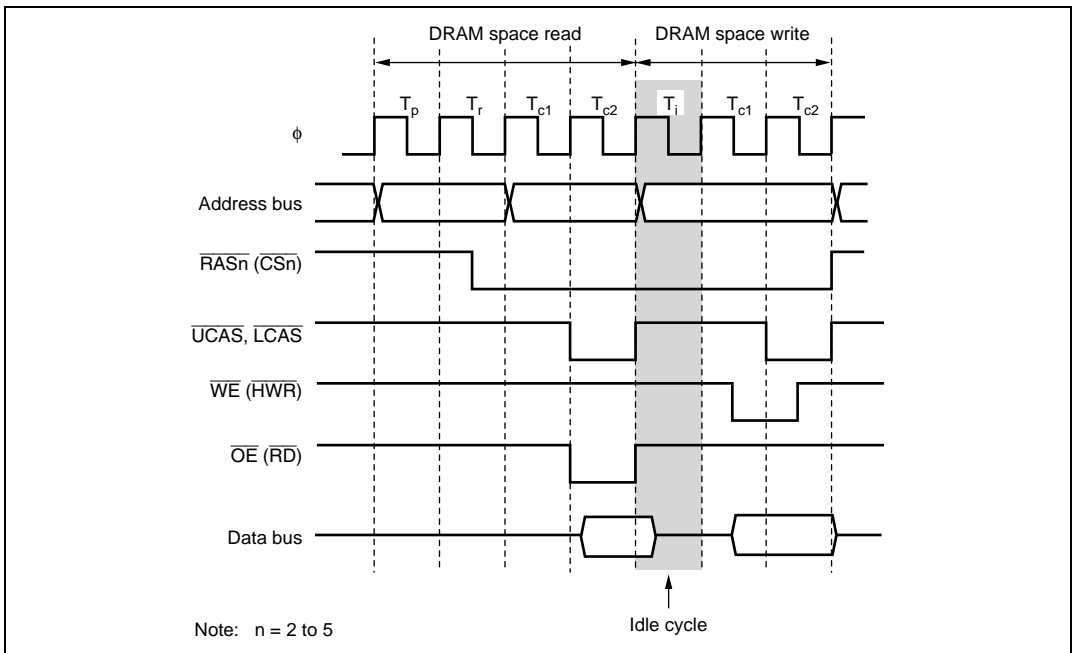 DRAM space read DRAM space write
Tp Tr Tc1 Tc2 Ti Tc1 Tc2
ϕ
Address bus
RASn (CSn)
UCAS, LCAS
WE (HWR)
OE (RD)
Data bus
Idle cycle
Note: n = 2 to 5